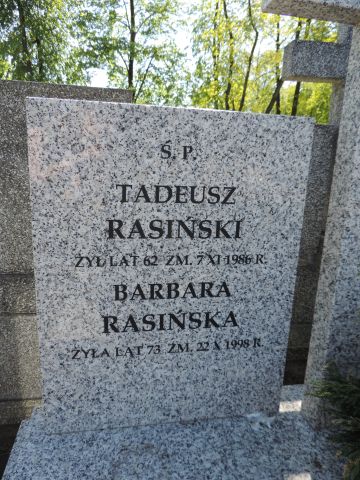 Ś. P.
TADEUSZ
RASIŃSKI
ŻYŁ LAT 62 ZM. 7 XI 1986 R.
BARBARA
RASIŃSKA
ŻYŁA LAT 73 ZM. 22 X 1998 R.